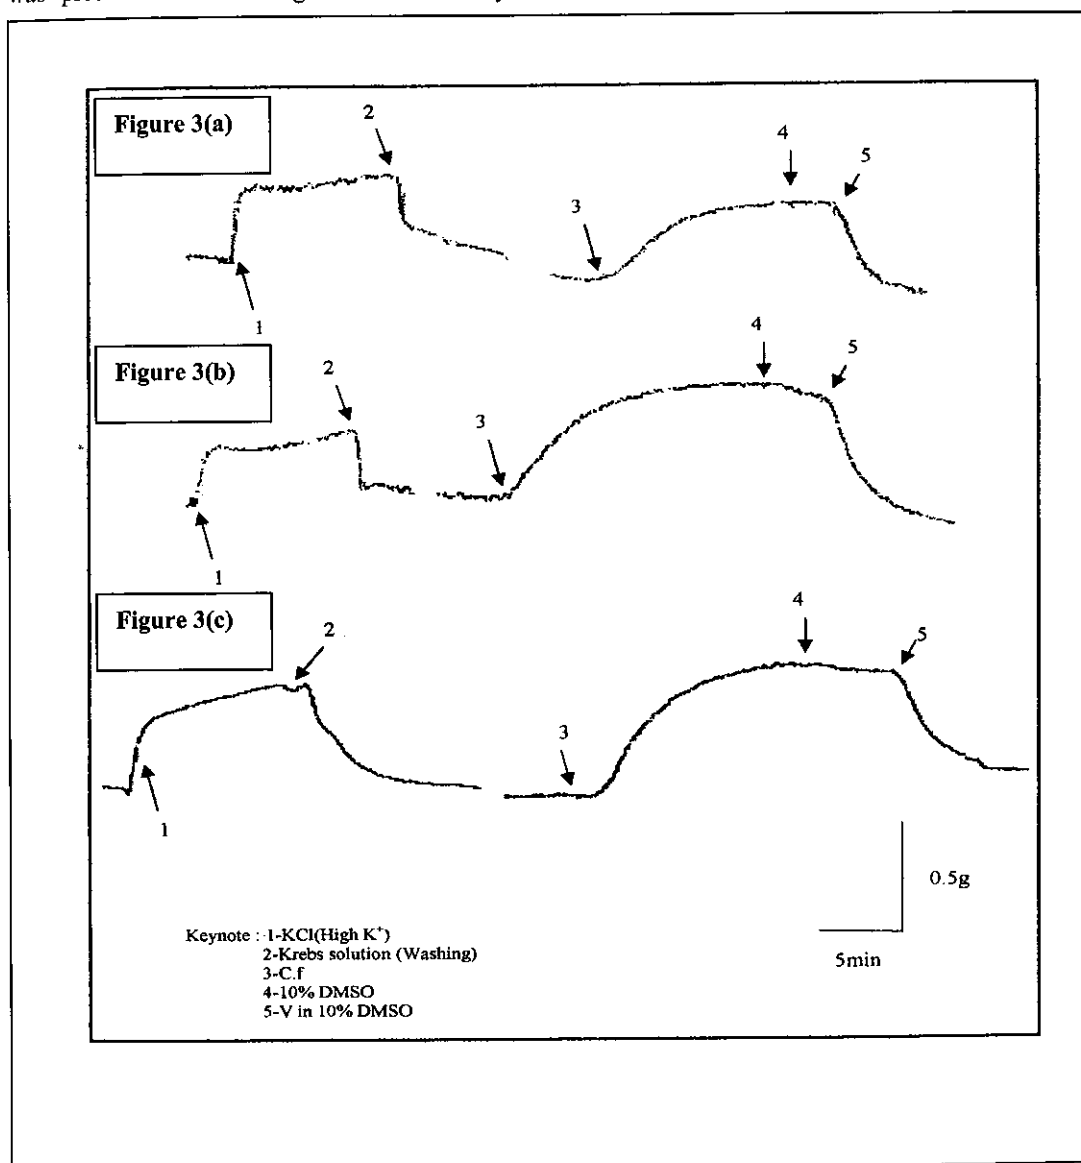 was
Figure 3(a)
2
4
5
3
1
Figure 3(b)
2
4
5
3
1
Figure 3(c)
2
4
5
3
1
0.5g
5min
Keynote : 1-KCl(High K⁺)
2-Krebs solution (Washing)
3-C.f
4-10% DMSO
5-V in 10% DMSO